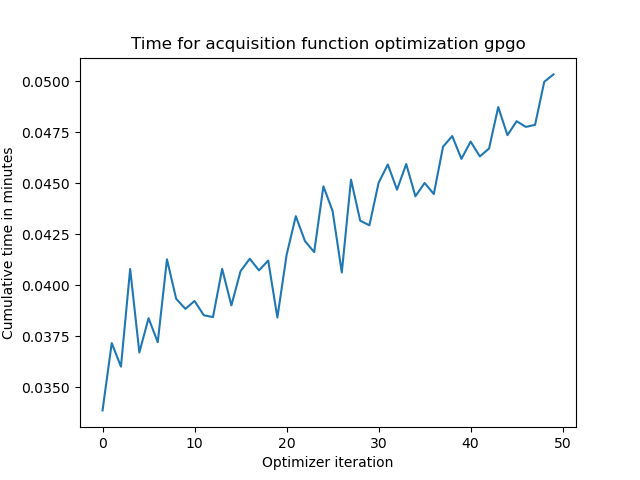 Time for acquisition function optimization gpgo
Cumulative time in minutes
0.0500
0.0475
0.0450
0.0425
0.0400
0.0375
0.0350
0 10 20 30 40 50
Optimizer iteration